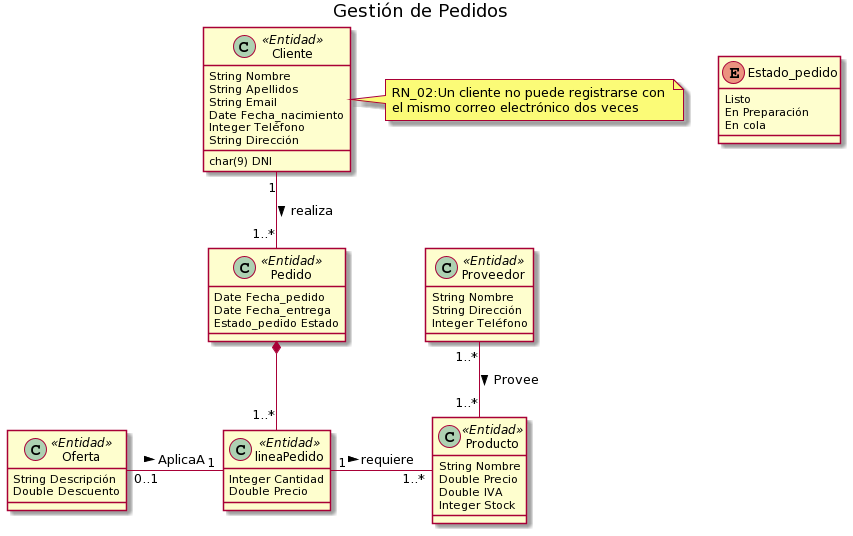 Gestión de Pedidos
C
«Entidad»
Cliente
String Nombre
String Apellidos
String Email
Date Fecha_nacimiento
Integer Teléfono
String Dirección
char(9) DNI
RN_02:Un cliente no puede registrarse con
el mismo correo electrónico dos veces
E Estado_pedido
Listo
En Preparación
En cola
1
realiza
1..*
C
«Entidad»
Pedido
Date Fecha_pedido
Date Fecha_entrega
Estado_pedido Estado
C
«Entidad»
Proveedor
String Nombre
String Dirección
Integer Teléfono
1..*
Provee
1..*
1..*
C
«Entidad»
Oferta
String Descripción
Double Descuento
AplicaA
0..1
1
C
«Entidad»
lineaPedido
Integer Cantidad
Double Precio
1
requiere
1..*
C
«Entidad»
Producto
String Nombre
Double Precio
Double IVA
Integer Stock